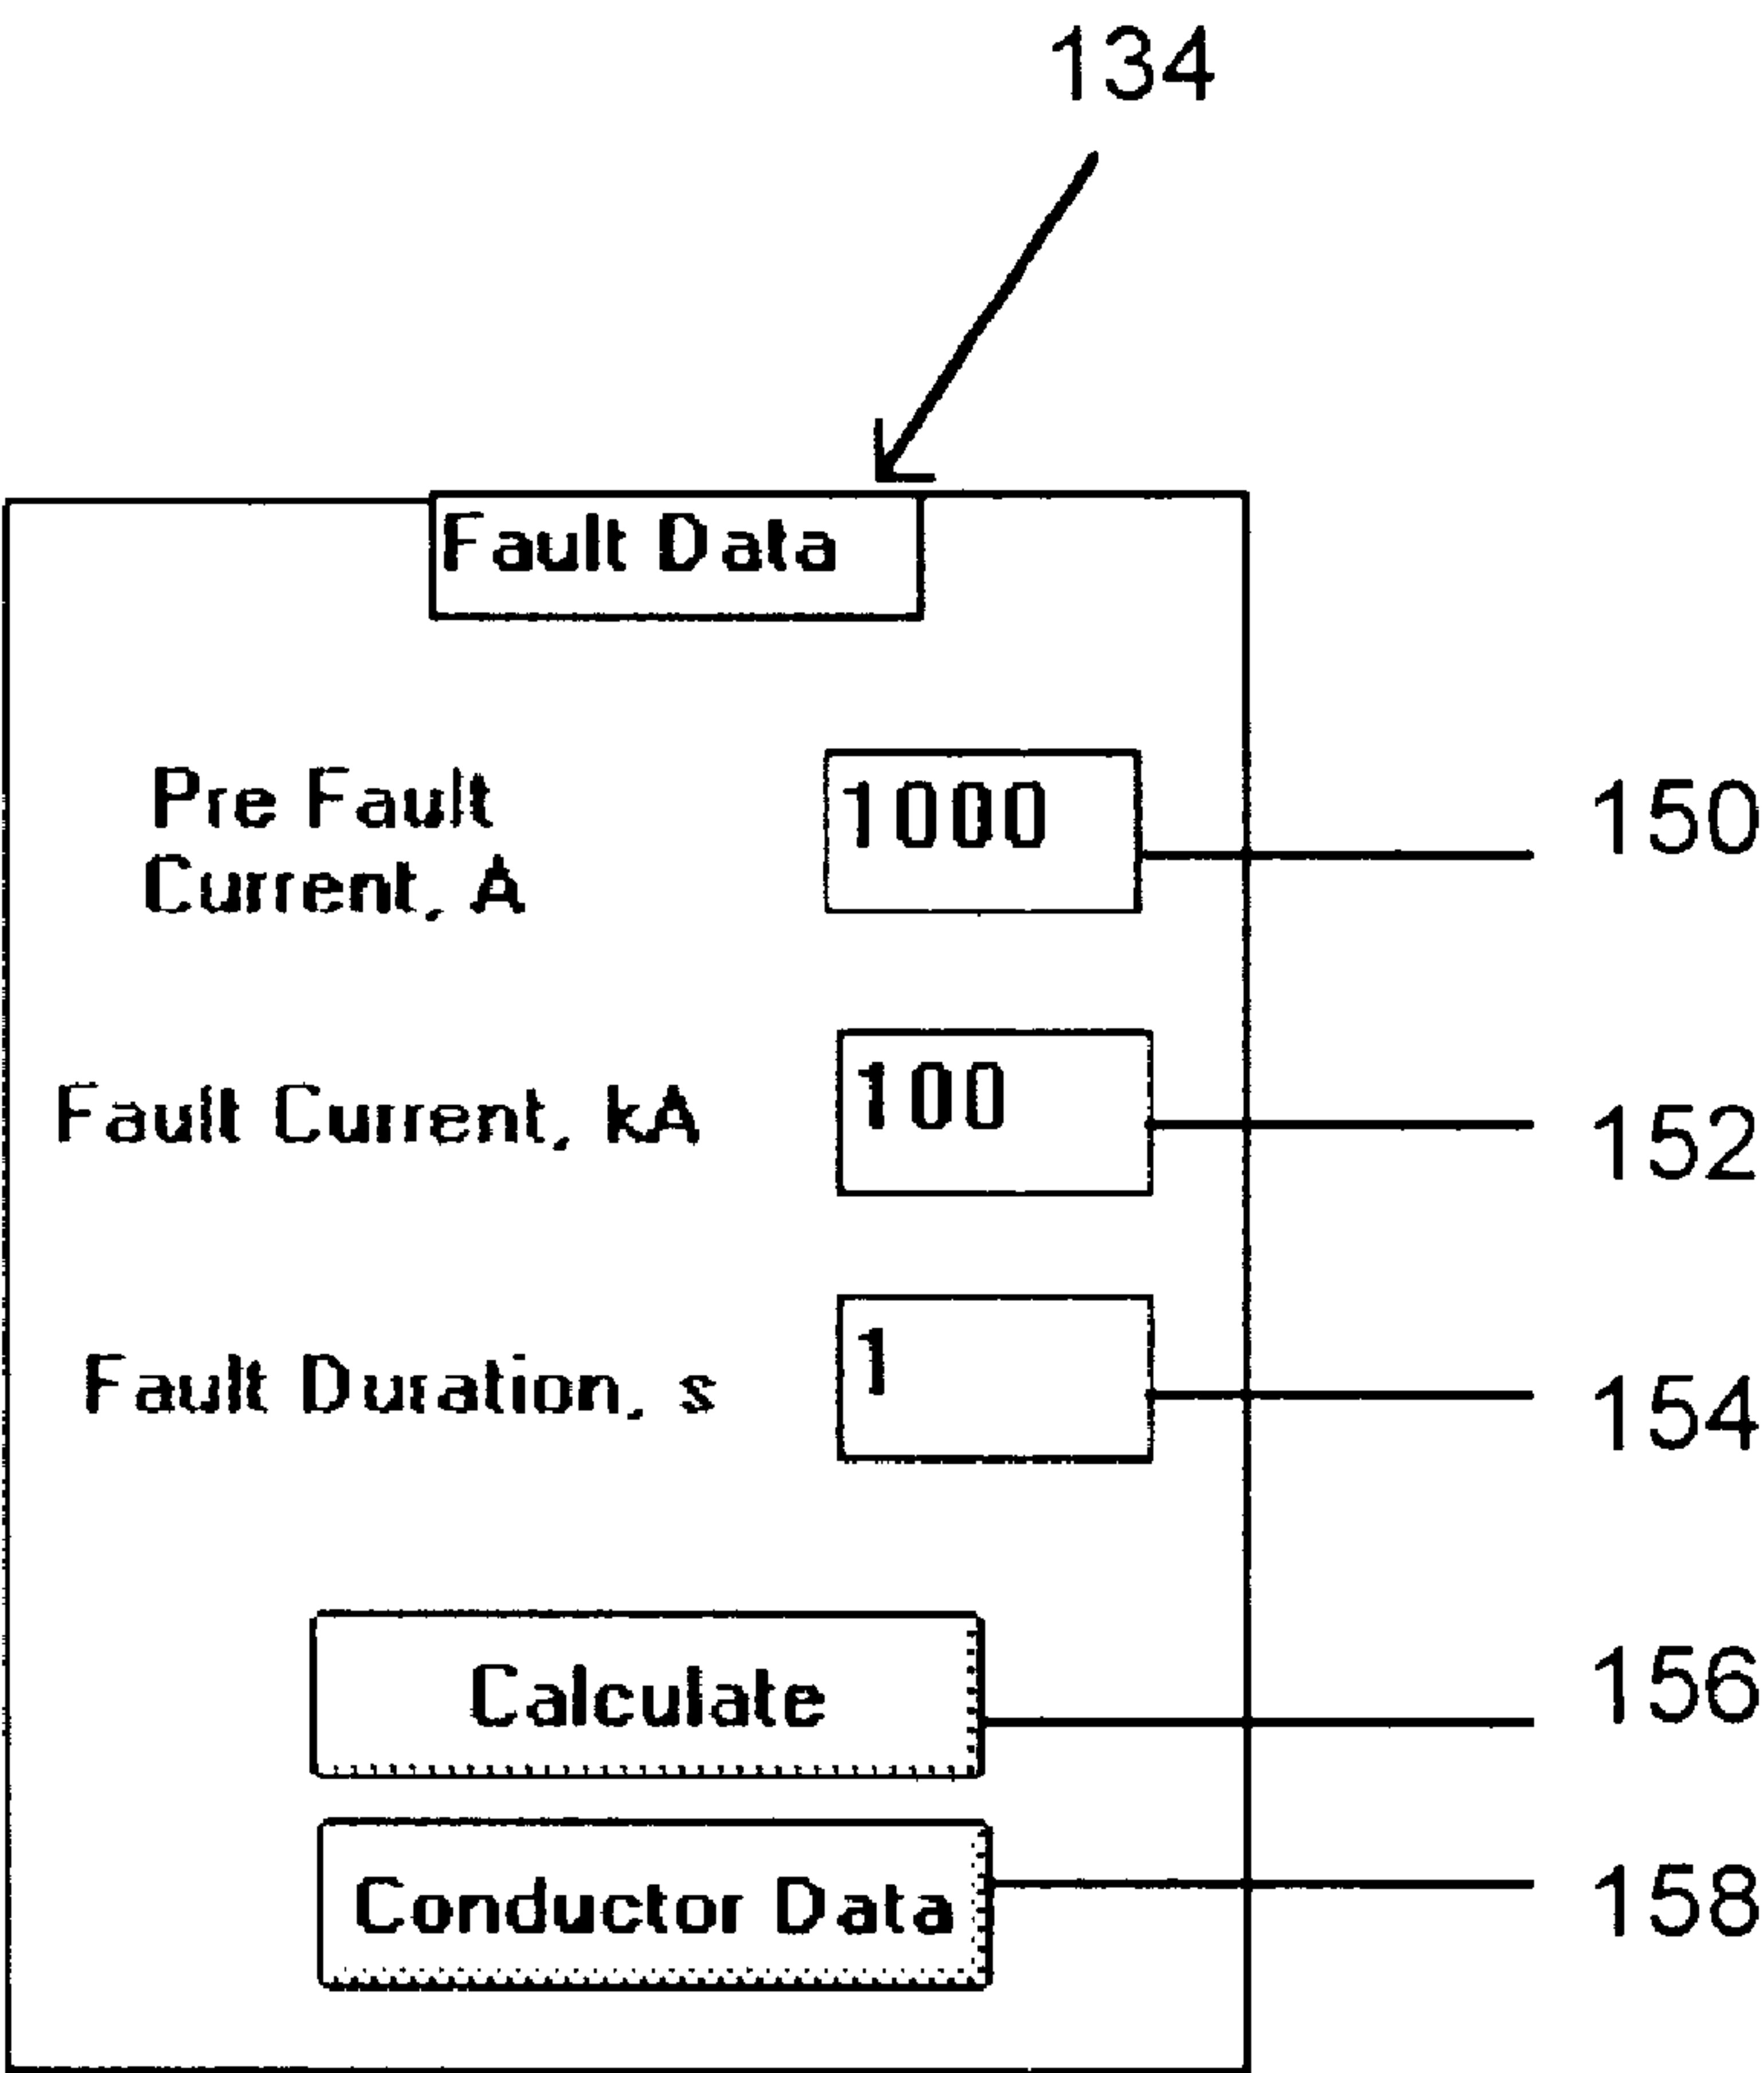 134
Fault Data
Pre Fault
Current, A
1000
150
Fault Current, kA
100
152
Fault Duration, s
1
154
Calculate
156
Conductor Data
158